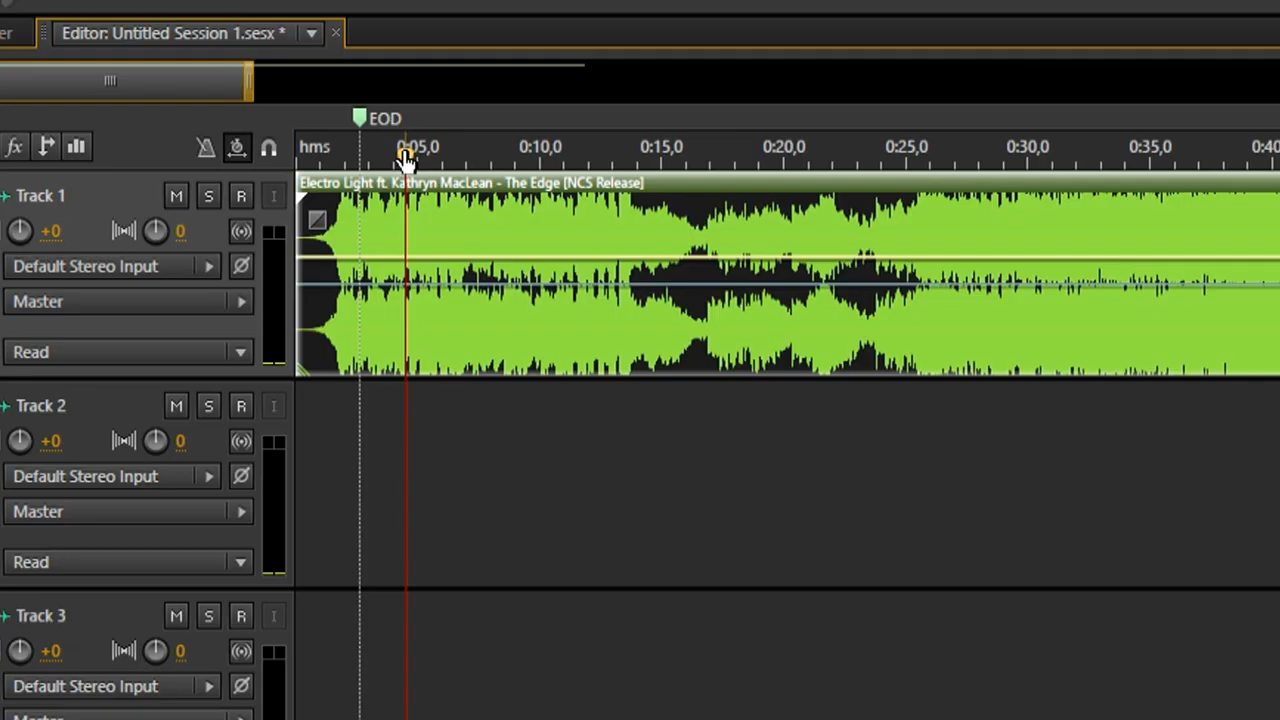 er
Editor: Untitled Session 1.sesx *
EOD
fx
hms 0:05,0 0:10,0 0:15,0 0:20,0 0:25,0 0:30,0 0:35,0 0:40
Track 1 M S R I
Electro Light ft. Kathryn MacLean - The Edge [NCS Release]
+0 0
Default Stereo Input
Master
Read
Track 2 M S R I
+0 0
Default Stereo Input
Master
Read
Track 3 M S R I
+0 0
Default Stereo Input
Master